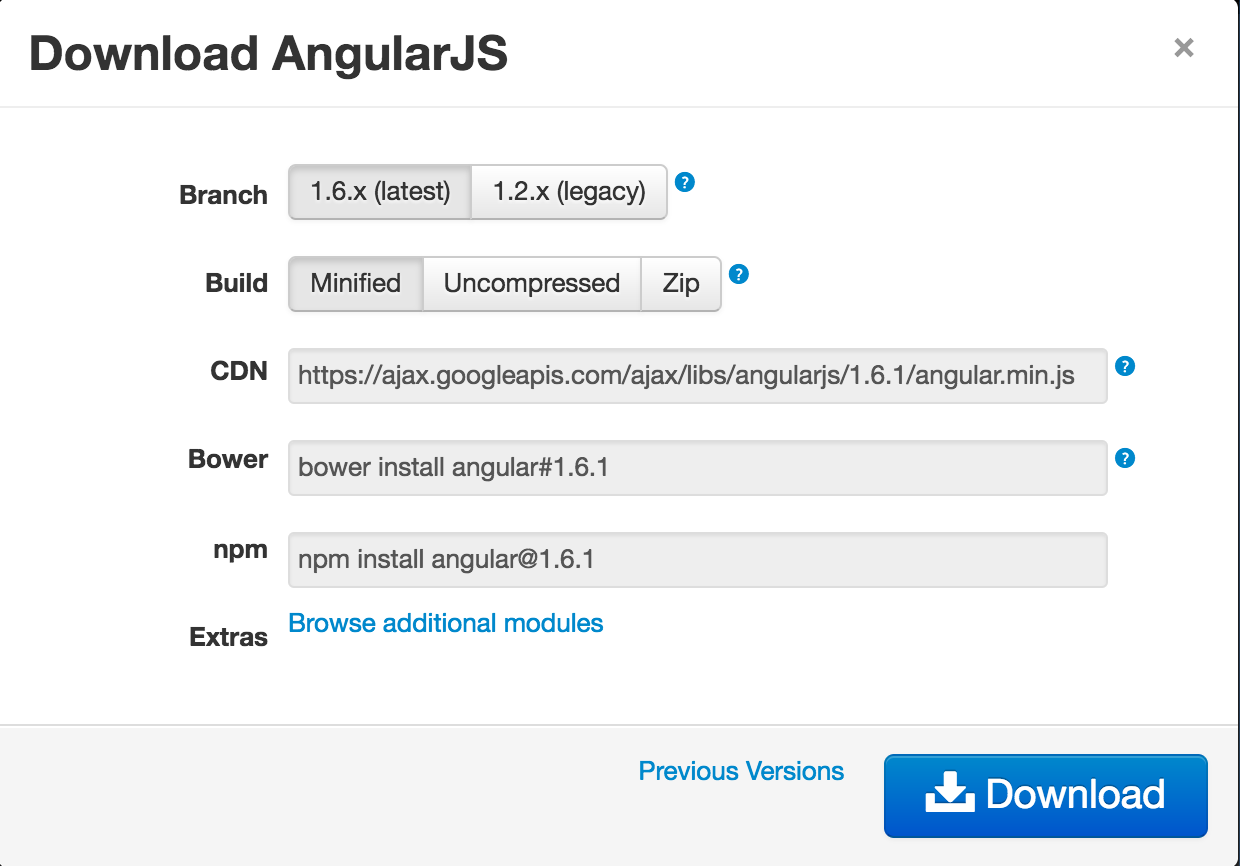 Download AngularJS ×
Branch 1.6.x (latest) 1.2.x (legacy) ?
Build Minified Uncompressed Zip ?
CDN https://ajax.googleapis.com/ajax/libs/angularjs/1.6.1/angular.min.js ?
Bower bower install angular#1.6.1 ?
npm npm install angular@1.6.1
Extras Browse additional modules
Previous Versions Download